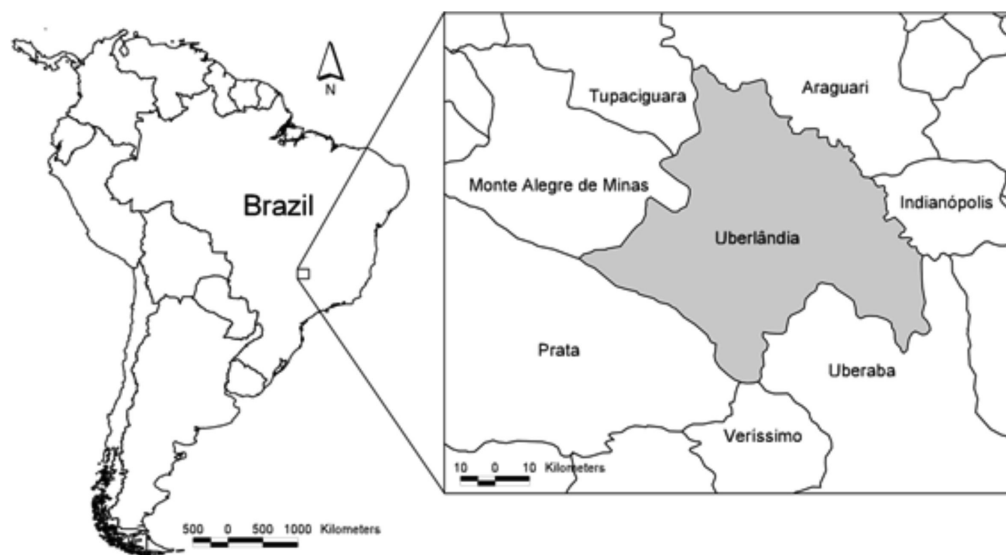 N
Brazil
500 0 500 1000 Kilometers
Tupaciguara
Araguari
Monte Alegre de Minas
Indianópolis
Uberlândia
Prata
Uberaba
Veríssimo
10 0 10 Kilometers